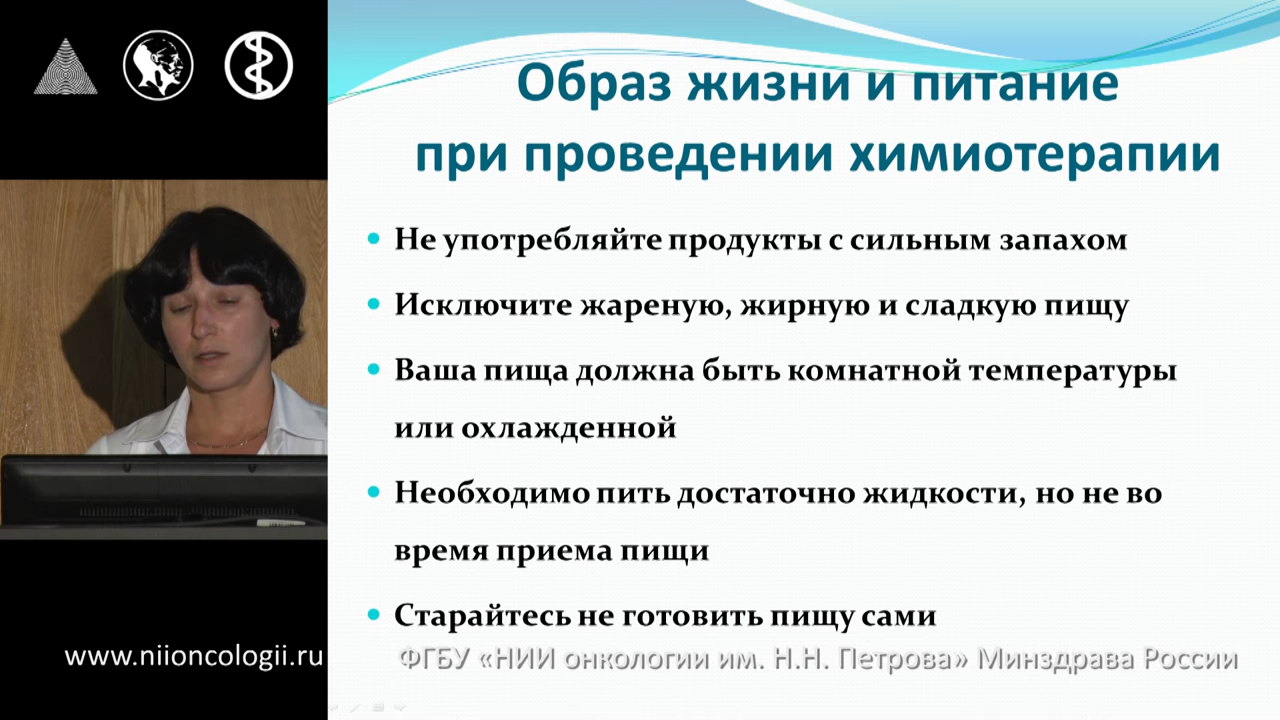 Образ жизни и питание
при проведении химиотерапии
Не употребляйте продукты с сильным запахом
Исключите жареную, жирную и сладкую пищу
Ваша пища должна быть комнатной температуры
или охлажденной
Необходимо пить достаточно жидкости, но не во
время приема пищи
Старайтесь не готовить пищу сами
www.niioncologii.ru
ФГБУ «НИИ онкологии им. Н.Н. Петрова» Минздрава России